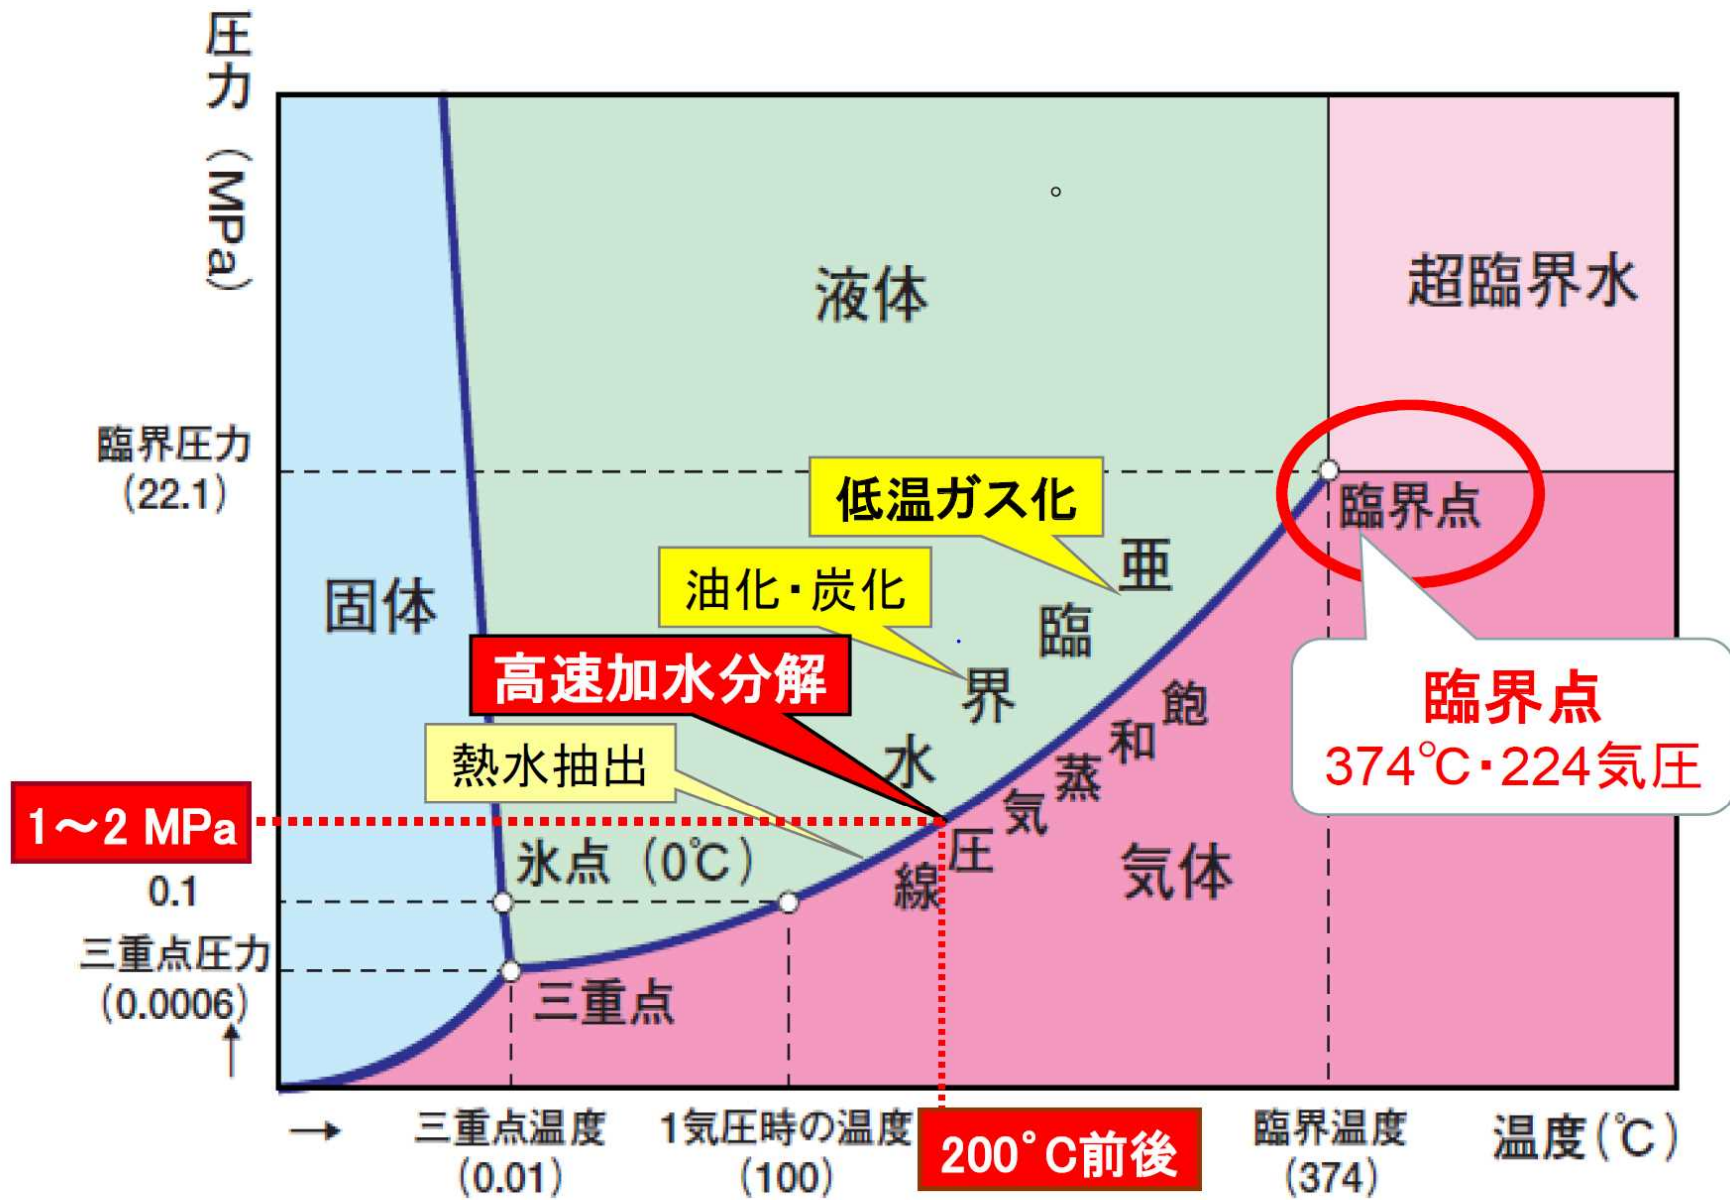 圧力（MPa）
液体
超臨界水
臨界圧力
(22.1)
低温ガス化
臨界点
固体
油化・炭化
亜臨界水
高速加水分解
臨界点
374℃・224気圧
熱水抽出
飽和蒸気圧線
1～2 MPa
氷点（0℃）
気体
0.1
三重点圧力
(0.0006)
三重点
↑
→
三重点温度
(0.01)
1気圧時の温度
(100)
200°C前後
臨界温度
(374)
温度(℃)